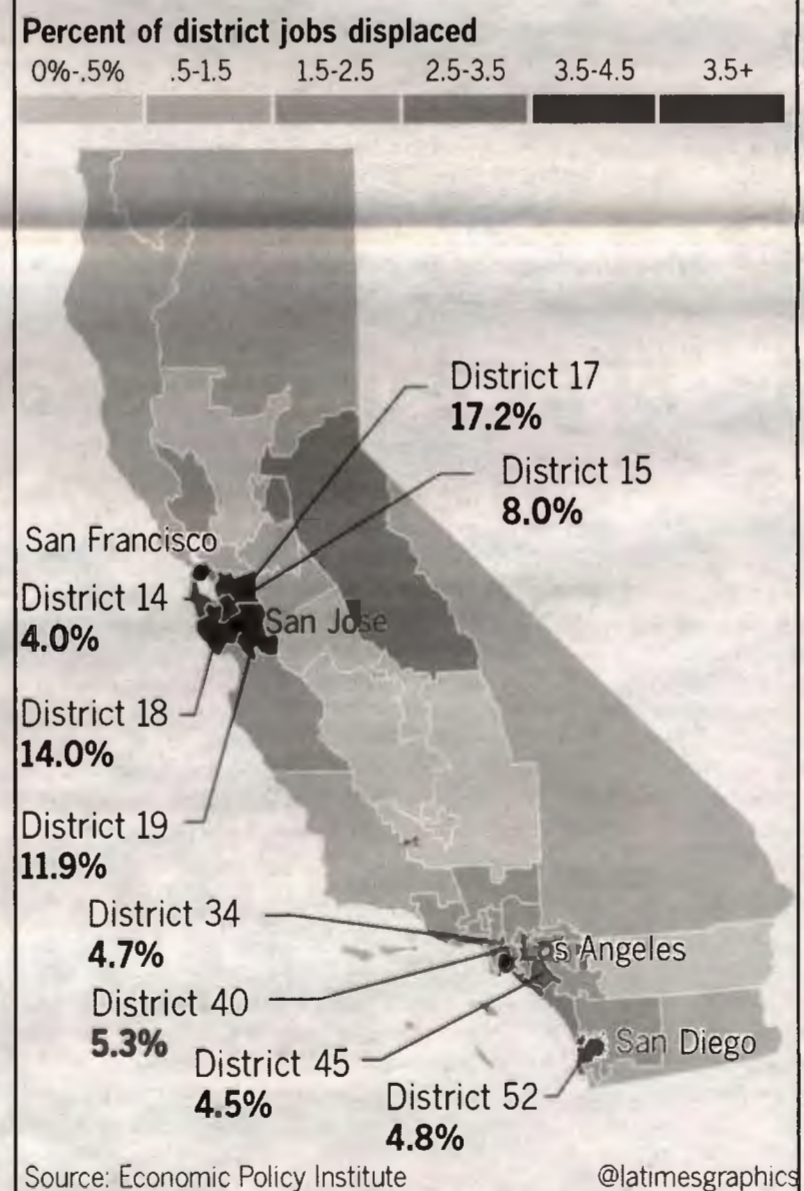 Percent of district jobs displaced
0%-.5% .5-1.5 1.5-2.5 2.5-3.5 3.5-4.5 3.5+
District 17
17.2%
District 15
8.0%
San Francisco
District 14
4.0%
San Jose
District 18
14.0%
District 19
11.9%
District 34
4.7%
Los Angeles
District 40
5.3%
District 45
4.5%
San Diego
District 52
4.8%
Source: Economic Policy Institute @latimesgraphics